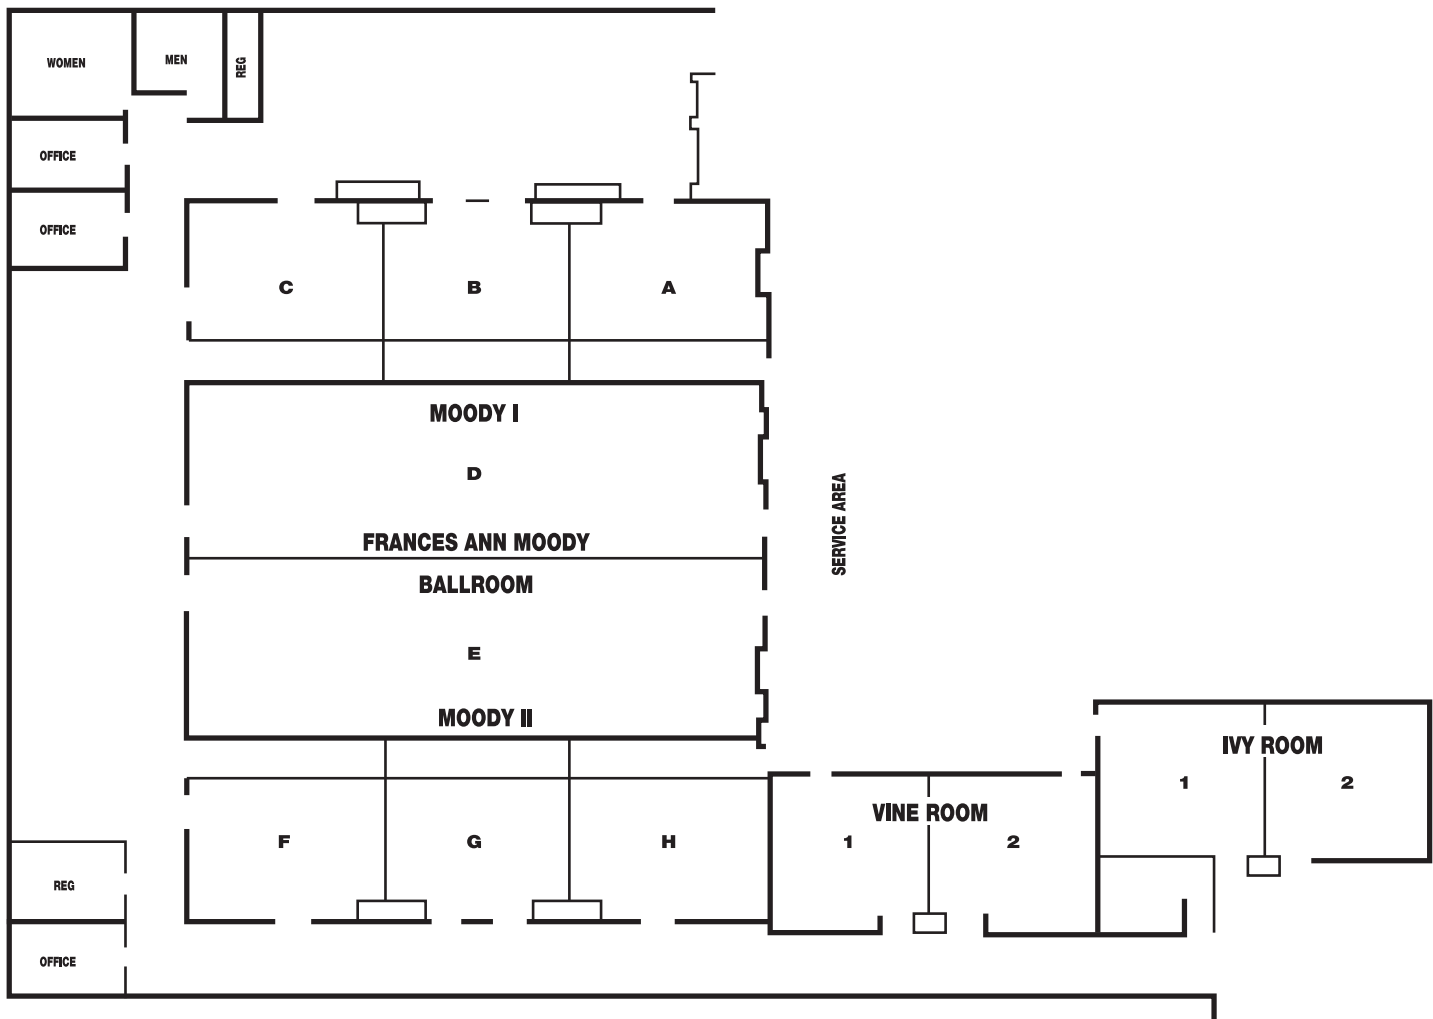 WOMEN
MEN
REG
OFFICE
OFFICE
C
B
A
MOODY I
D
FRANCES ANN MOODY
BALLROOM
SERVICE AREA
E
MOODY II
IVY ROOM
1
2
VINE ROOM
1
2
F
G
H
REG
OFFICE